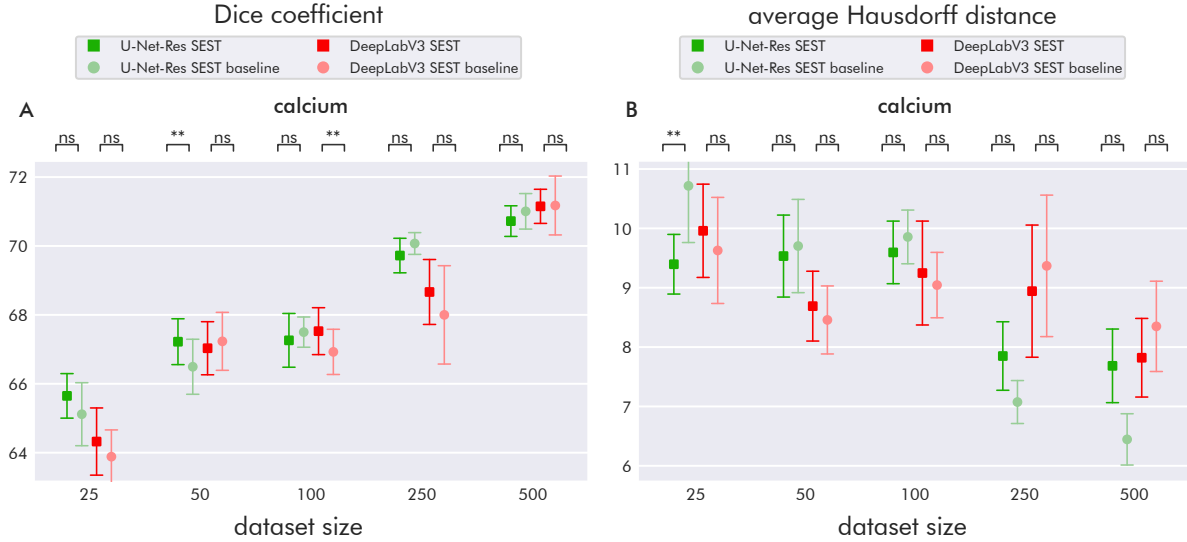 Dice coefficient
U-Net-Res SEST DeepLabV3 SEST
U-Net-Res SEST baseline DeepLabV3 SEST baseline
A calcium
ns ns ** ns ns ** ns ns ns ns
72
70
68
66
64
25 50 100 250 500
dataset size
average Hausdorff distance
U-Net-Res SEST DeepLabV3 SEST
U-Net-Res SEST baseline DeepLabV3 SEST baseline
B calcium
** ns ns ns ns ns ns ns ns ns
11
10
9
8
7
6
25 50 100 250 500
dataset size